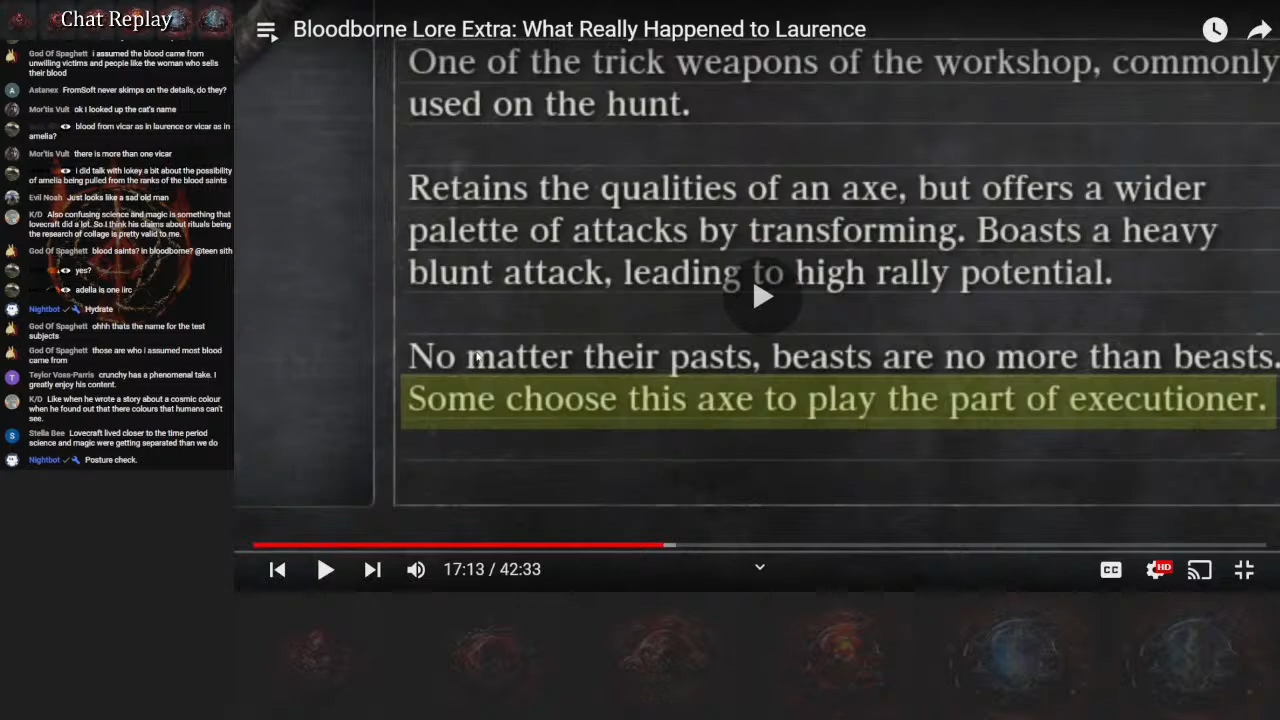 Chat Replay
God Of Spaghett i assumed the blood came from
unwilling victims and people like the woman who sells
their blood
A
Astanex FromSoft never skimps on the details, do they?
Mor'tis Vult ok I looked up the cat's name
blood from vicar as in laurence or vicar as in
amelia?
Mor'tis Vult there is more than one vicar
i did talk with lokey a bit about the possibility
of amelia being pulled from the ranks of the blood saints
Evil Noah Just looks like a sad old man
K/D Also confusing science and magic is something that
lovecraft did a lot. So I think his claims about rituals being
the research of collage is pretty valid to me.
God Of Spaghett blood saints? in bloodborne? @teen sith
yes?
adella is one iirc
Nightbot Hydrate
God Of Spaghett ohhh thats the name for the test
subjects
God Of Spaghett those are who i assumed most blood
came from
T
Teylor Voss-Parris crunchy has a phenomenal take. I
greatly enjoy his content.
K/D Like when he wrote a story about a cosmic colour
when he found out that there colours that humans can't
see.
S
Stella Bee Lovecraft lived closer to the time period
science and magic were getting separated than we do
Nightbot Posture check.
Bloodborne Lore Extra: What Really Happened to Laurence
One of the trick weapons of the workshop, commonly
used on the hunt.
Retains the qualities of an axe, but offers a wider
palette of attacks by transforming. Boasts a heavy
blunt attack, leading to high rally potential.
No matter their pasts, beasts are no more than beasts.
Some choose this axe to play the part of executioner.
17:13 / 42:33
CC
HD